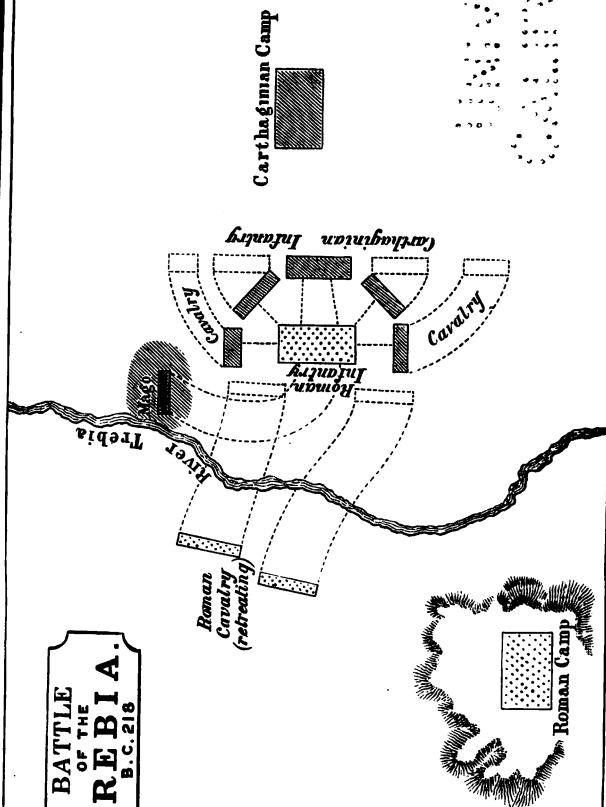 Carthaginian Camp
Carthaginian Infantry
Cavalry
Cavalry
Roman
Infantry
Mago
River Trebia
Roman
Cavalry
(retreating)
Roman Camp
BATTLE
OF THE
REBIA.
B.C. 218